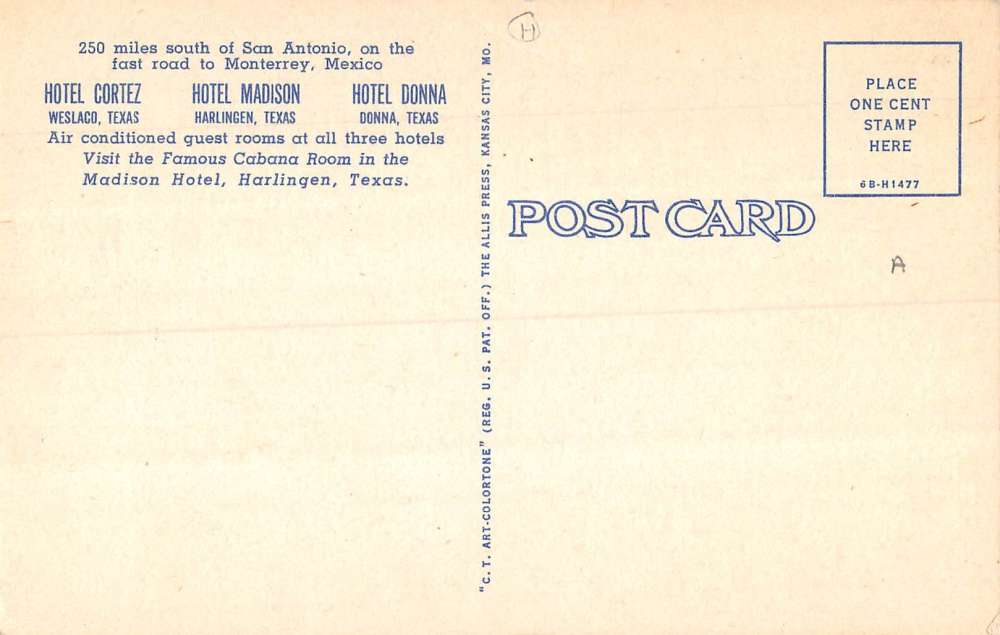 250 miles south of San Antonio, on the
fast road to Monterrey, Mexico
HOTEL CORTEZ HOTEL MADISON HOTEL DONNA
WESLACO, TEXAS HARLINGEN, TEXAS DONNA, TEXAS
Air conditioned guest rooms at all three hotels
Visit the Famous Cabana Room in the
Madison Hotel, Harlingen, Texas.
"C. T. ART-COLORTONE" (REG. U. S. PAT. OFF.) THE ALLIS PRESS, KANSAS CITY, MO.
H
PLACE
ONE CENT
STAMP
HERE
6B-H1477
POST CARD
A